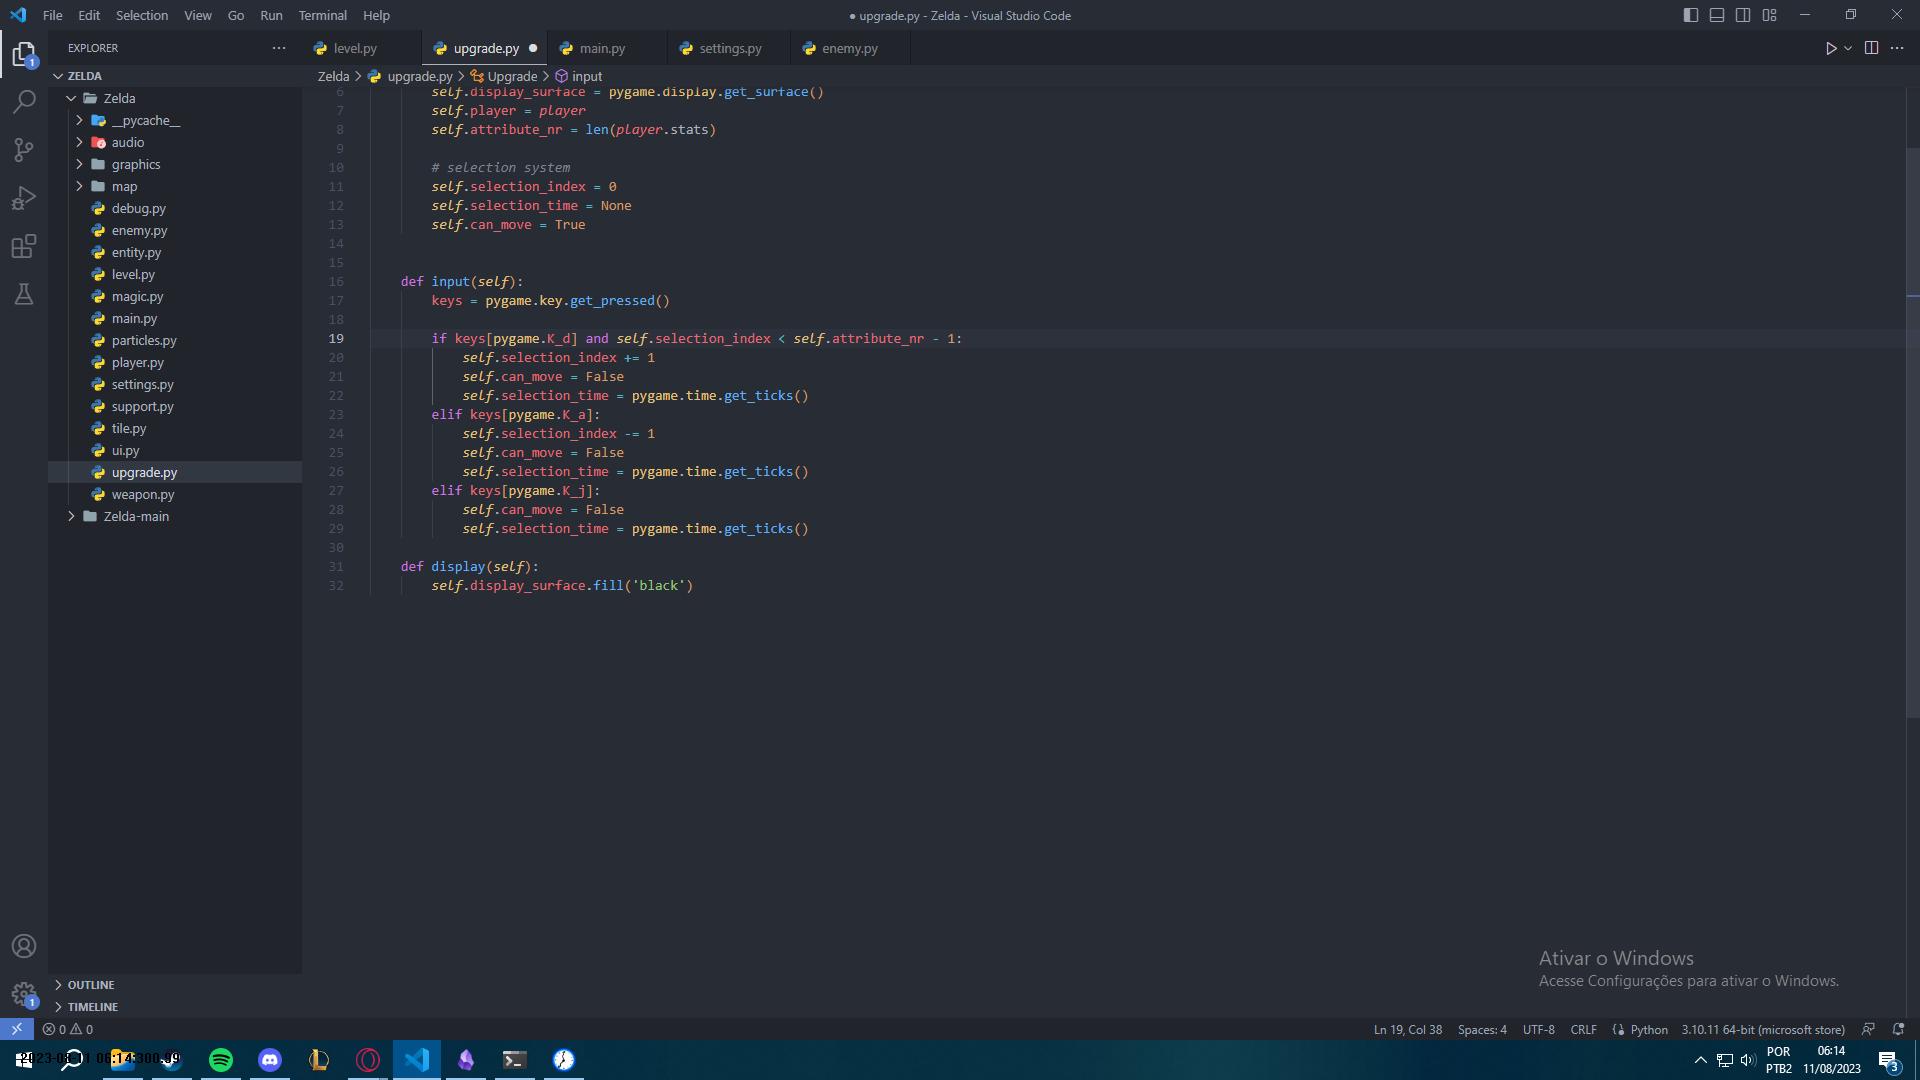 File Edit Selection View Go Run Terminal Help
● upgrade.py - Zelda - Visual Studio Code
EXPLORER
level.py
upgrade.py
main.py
settings.py
enemy.py
1
ZELDA
Zelda > upgrade.py > Upgrade > input
Zelda
__pycache__
audio
graphics
map
debug.py
enemy.py
entity.py
level.py
magic.py
main.py
particles.py
player.py
settings.py
support.py
tile.py
ui.py
upgrade.py
weapon.py
Zelda-main
6 self.display_surface = pygame.display.get_surface()
7 self.player = player
8 self.attribute_nr = len(player.stats)
9
10 # selection system
11 self.selection_index = 0
12 self.selection_time = None
13 self.can_move = True
14
15
16 def input(self):
17 keys = pygame.key.get_pressed()
18
19 if keys[pygame.K_d] and self.selection_index < self.attribute_nr - 1:
20 self.selection_index += 1
21 self.can_move = False
22 self.selection_time = pygame.time.get_ticks()
23 elif keys[pygame.K_a]:
24 self.selection_index -= 1
25 self.can_move = False
26 self.selection_time = pygame.time.get_ticks()
27 elif keys[pygame.K_j]:
28 self.can_move = False
29 self.selection_time = pygame.time.get_ticks()
30
31 def display(self):
32 self.display_surface.fill('black')
Ativar o Windows
Acesse Configurações para ativar o Windows.
OUTLINE
1
TIMELINE
0 0
Ln 19, Col 38 Spaces: 4 UTF-8 CRLF Python 3.10.11 64-bit (microsoft store)
POR
PTB2
06:14
11/08/2023
3